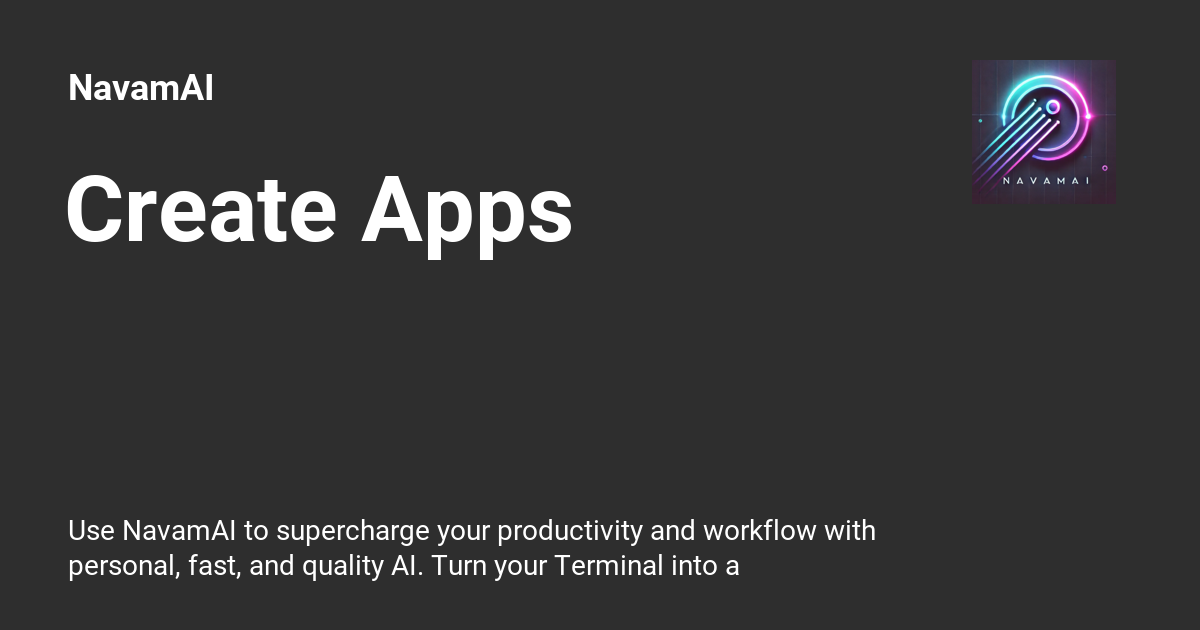 NavamAI
NAVAMAI
Create Apps
Use NavamAI to supercharge your productivity and workflow with
personal, fast, and quality AI. Turn your Terminal into a